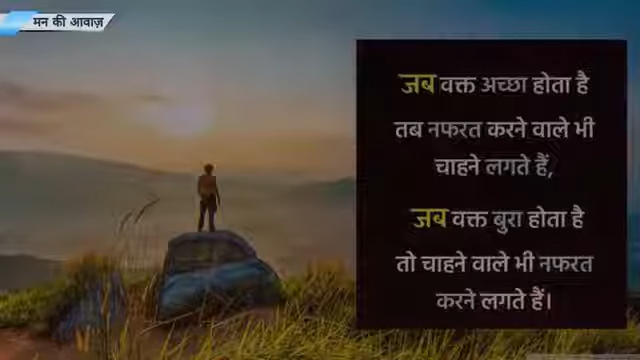 मन की आवाज़
जब वक्त अच्छा होता है
तब नफरत करने वाले भी
चाहने लगते हैं,
जब वक्त बुरा होता है
तो चाहने वाले भी नफरत
करने लगते हैं।